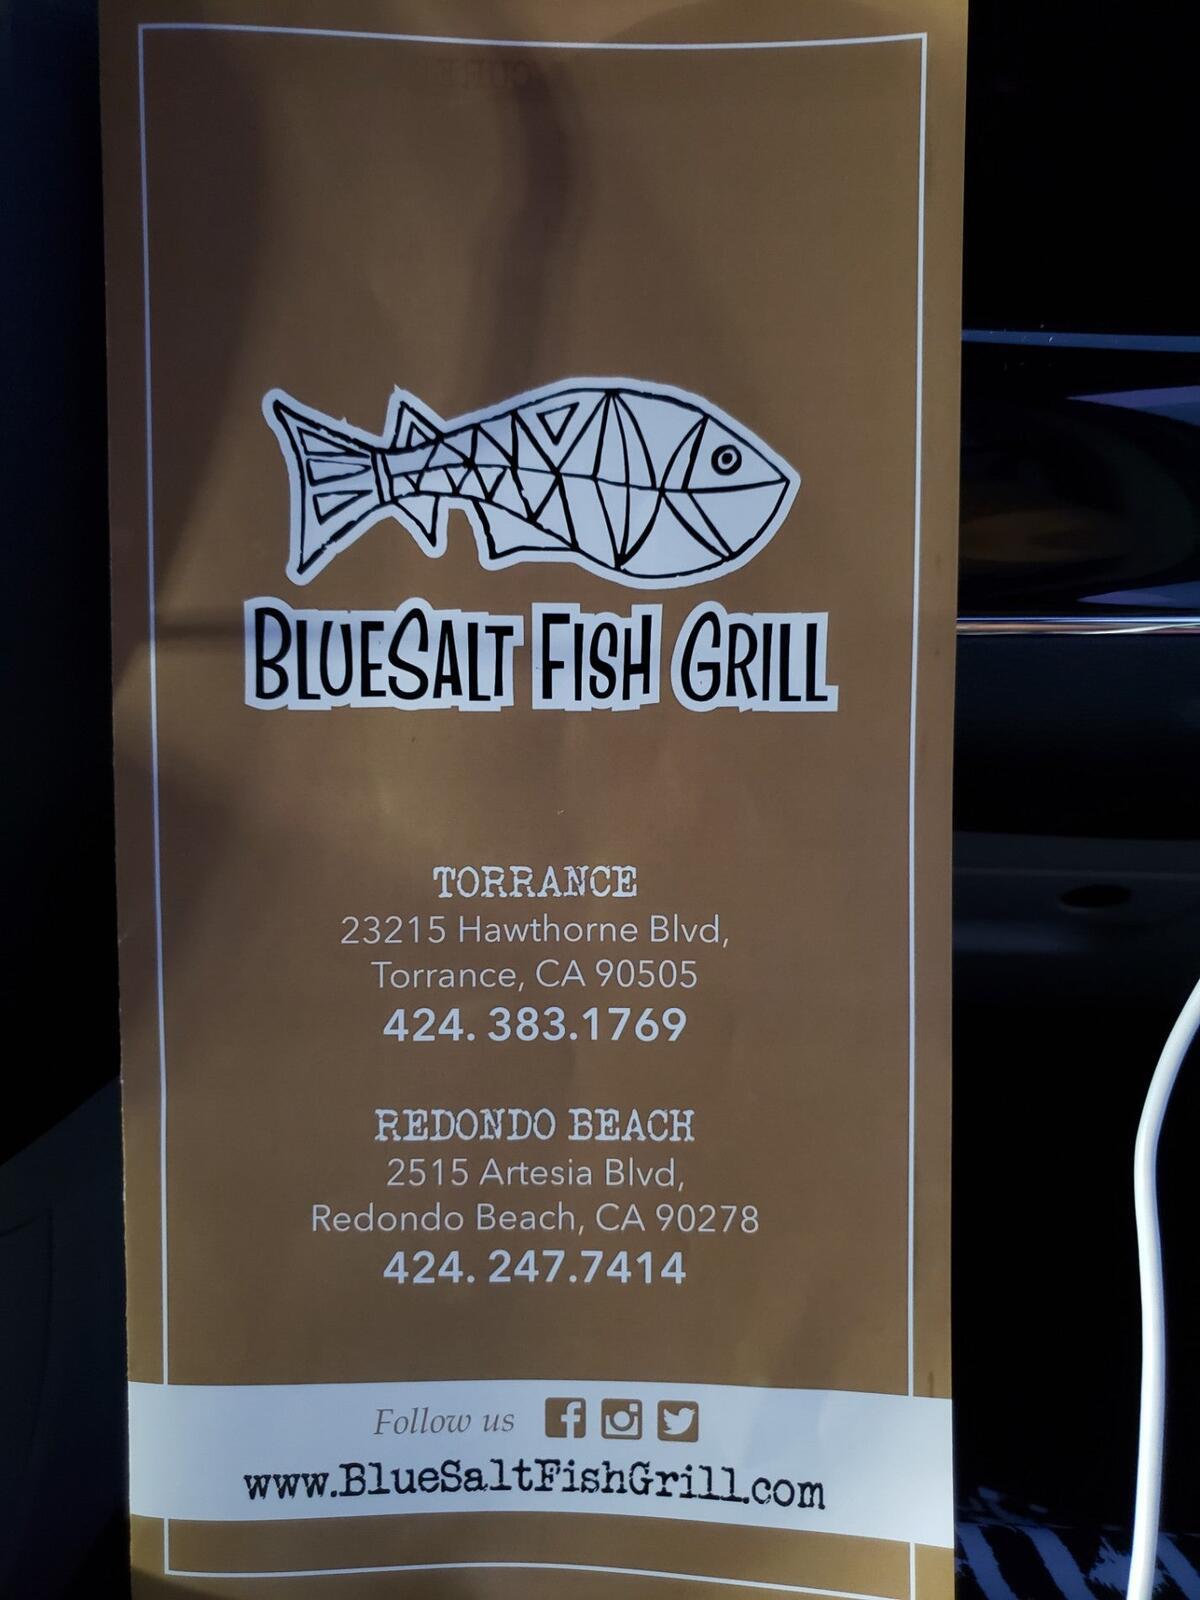 BLUESALT FISH GRILL
TORRANCE
23215 Hawthorne Blvd,
Torrance, CA 90505
424. 383.1769
REDONDO BEACH
2515 Artesia Blvd,
Redondo Beach, CA 90278
424. 247.7414
Follow us
www.BlueSaltFishGrill.com